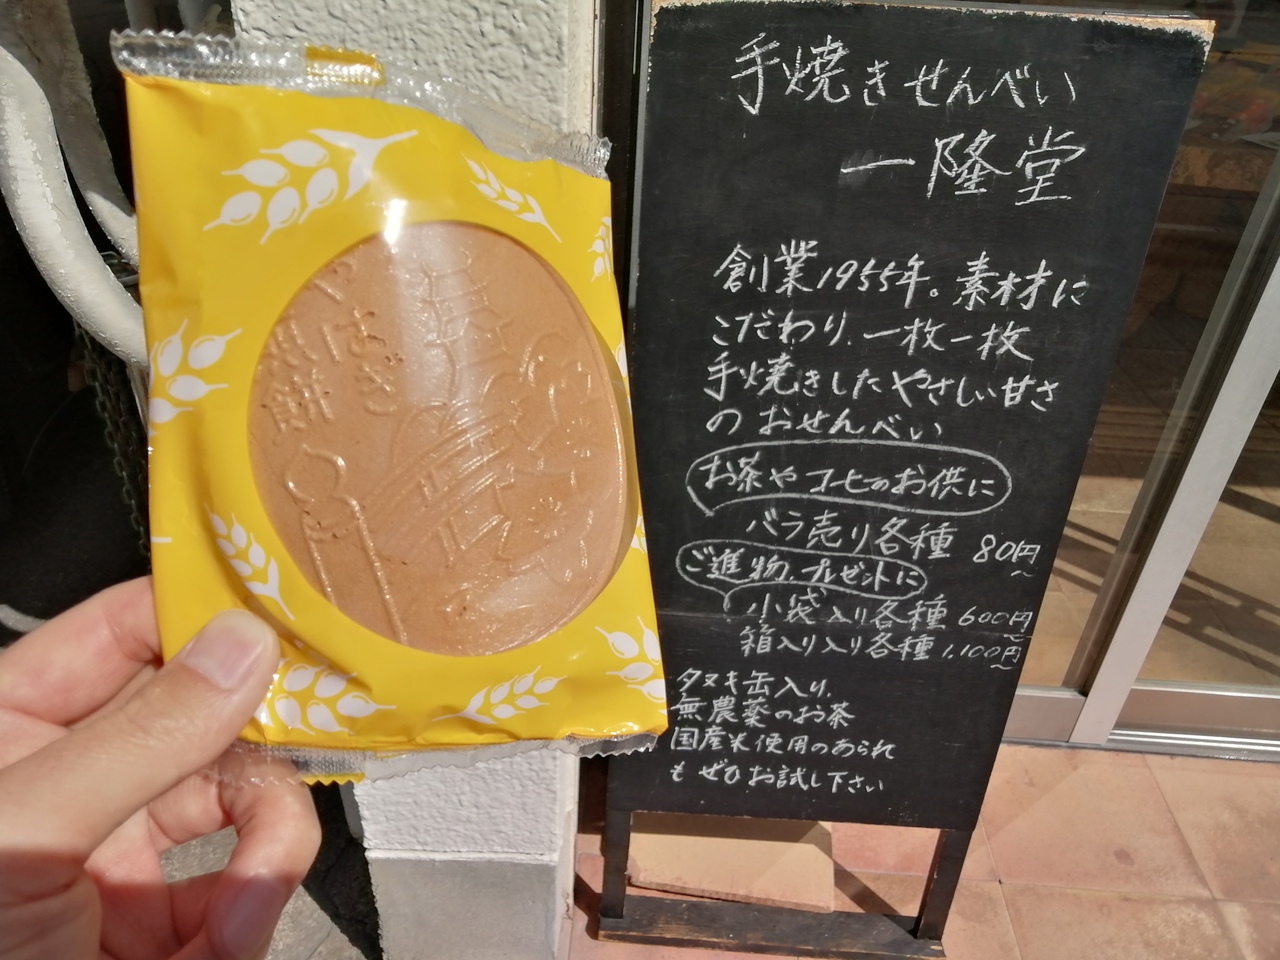 手焼きせんべい
一隆堂
創業1955年。素材に
こだわり、一枚一枚
手焼きしたやさしい甘さ
のおせんべい
お茶やコーヒーのお供に
バラ売り各種 80円〜
ご進物、プレゼントに
小袋入り各種 600円〜
箱入り入り各種 1,100円〜
タヌキ缶入り、
無農薬のお茶
国産米使用のあられ
もぜひお試し下さい